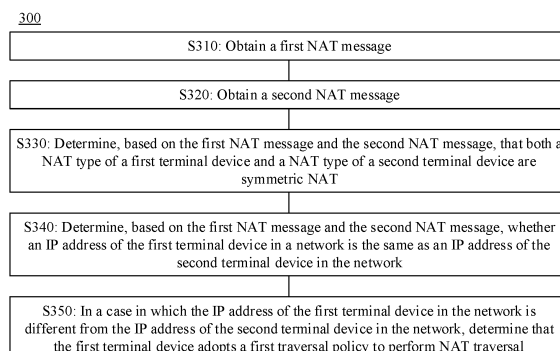 300
S310: Obtain a first NAT message
S320: Obtain a second NAT message
S330: Determine, based on the first NAT message and the second NAT message, that both a
NAT type of a first terminal device and a NAT type of a second terminal device are
symmetric NAT
S340: Determine, based on the first NAT message and the second NAT message, whether
an IP address of the first terminal device in a network is the same as an IP address of the
second terminal device in the network
S350: In a case in which the IP address of the first terminal device in the network is
different from the IP address of the second terminal device in the network, determine that
the first terminal device adopts a first traversal policy to perform NAT traversal